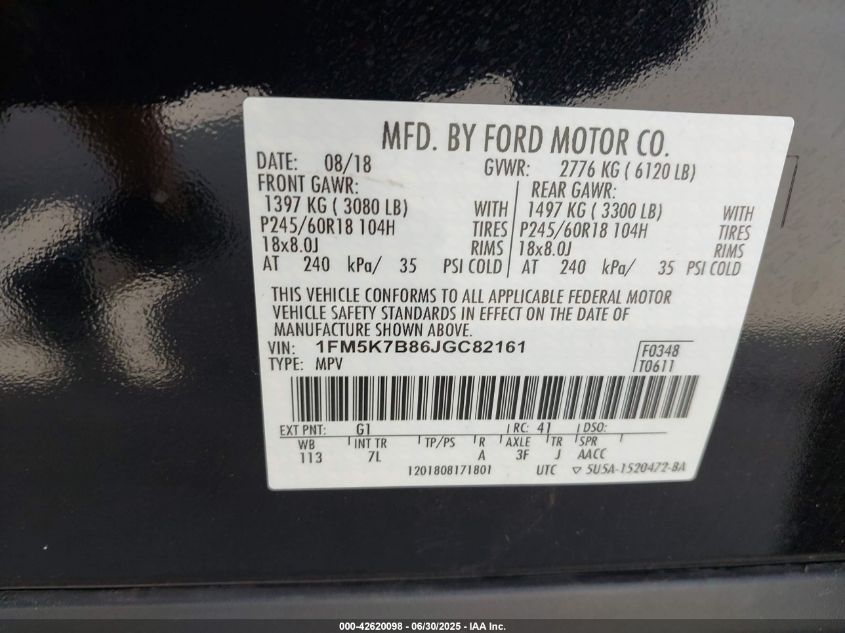 MFD. BY FORD MOTOR CO.
DATE: 08/18 GVWR: 2776 KG ( 6120 LB)
FRONT GAWR: REAR GAWR:
1397 KG ( 3080 LB) WITH 1497 KG ( 3300 LB) WITH
P245/60R18 104H TIRES P245/60R18 104H TIRES
18x8.0J RIMS 18x8.0J RIMS
AT 240 kPa/ 35 PSI COLD AT 240 kPa/ 35 PSI COLD
THIS VEHICLE CONFORMS TO ALL APPLICABLE FEDERAL MOTOR
VEHICLE SAFETY STANDARDS IN EFFECT ON THE DATE OF
MANUFACTURE SHOWN ABOVE.
VIN: 1FM5K7B86JGC82161 F0348
TYPE: MPV T0611
EXT PNT: G1 RC: 41 DSO:
WB INT TR TP/PS R AXLE TR SPR
113 7L A 3F J AACC
1201808171801 UTC ▽ 5U5A-1520472-BA
000-42620098 - 06/30/2025 - IAA Inc.